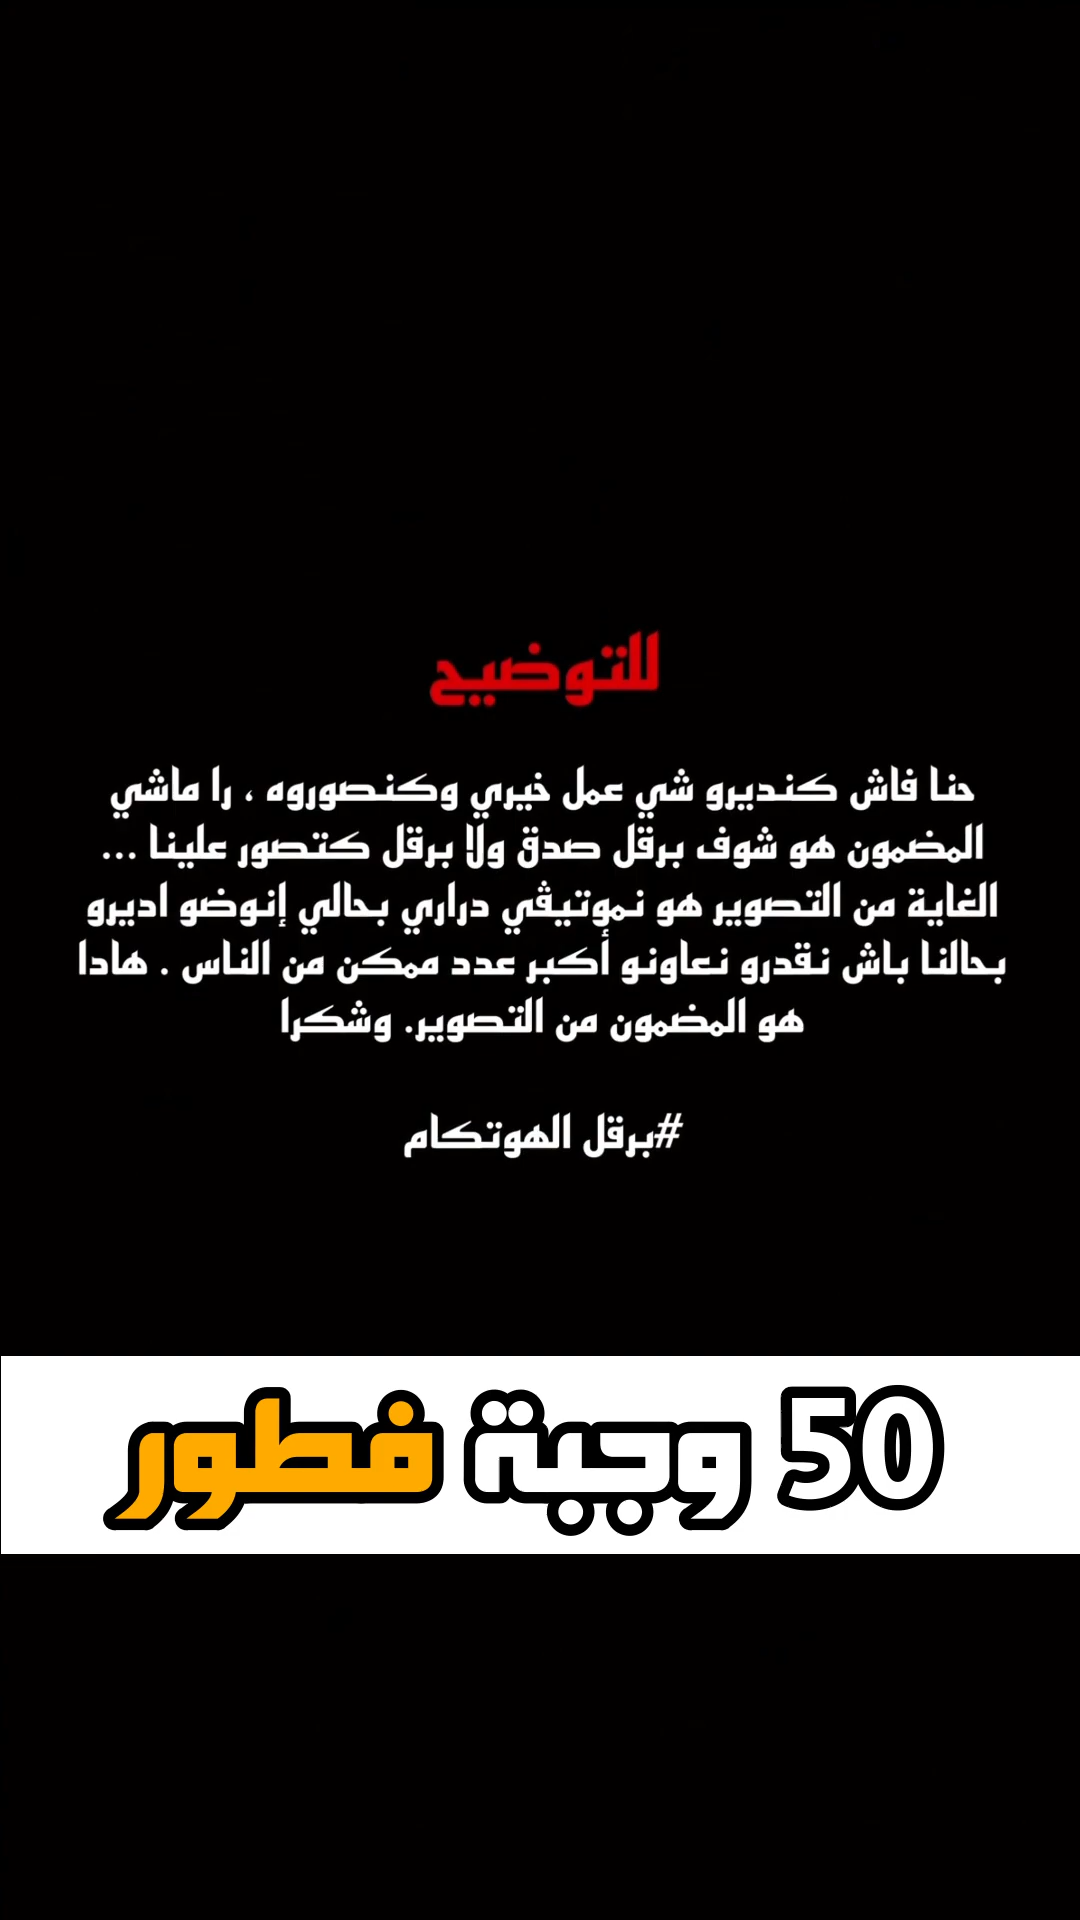 للتوضيح
حنا فاش كنديرو شي عمل خيري وكنصوروه ، را ماشي
المضمون هو شوف برقل صدق ولا برقل كتصور علينا ...
الغاية من التصوير هو نموتيڤي دراري بحالي إنوضو اديرو
بحالنا باش نقدرو نعاونو أكبر عدد ممكن من الناس . هادا
هو المضمون من التصوير. وشكرا
#برقل الهوتكام
50 وجبة فطور